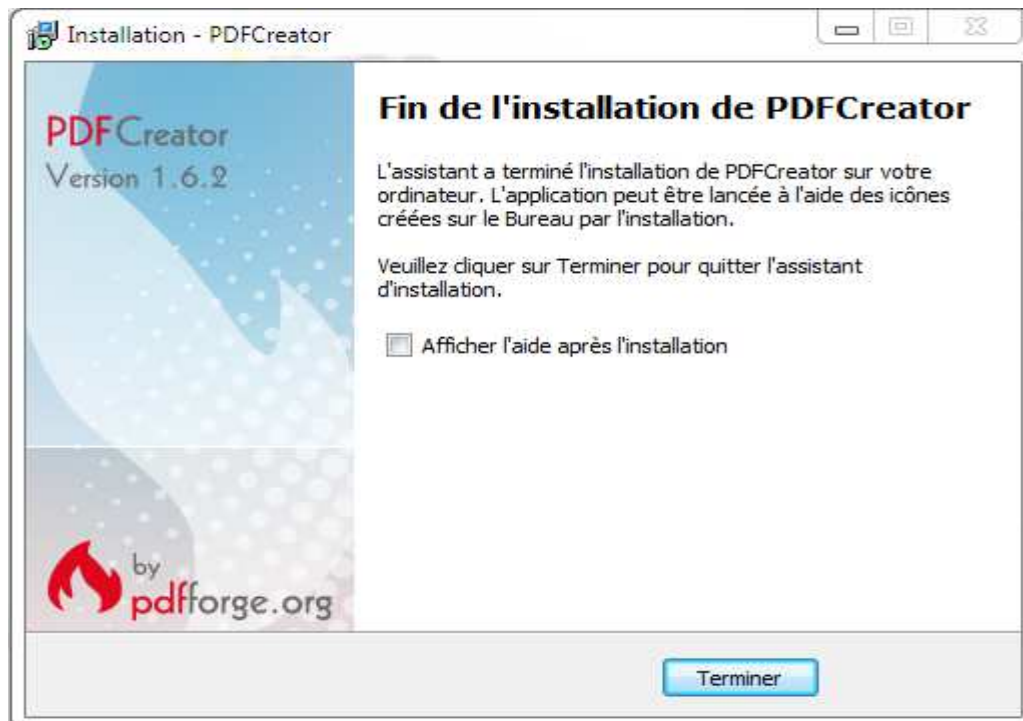 Installation - PDFCreator
PDFCreator
Version 1.6.2
Fin de l'installation de PDFCreator
L'assistant a terminé l'installation de PDFCreator sur votre
ordinateur. L'application peut être lancée à l'aide des icônes
créées sur le Bureau par l'installation.
Veuillez cliquer sur Terminer pour quitter l'assistant
d'installation.
Afficher l'aide après l'installation
by
pdfforge.org
Terminer